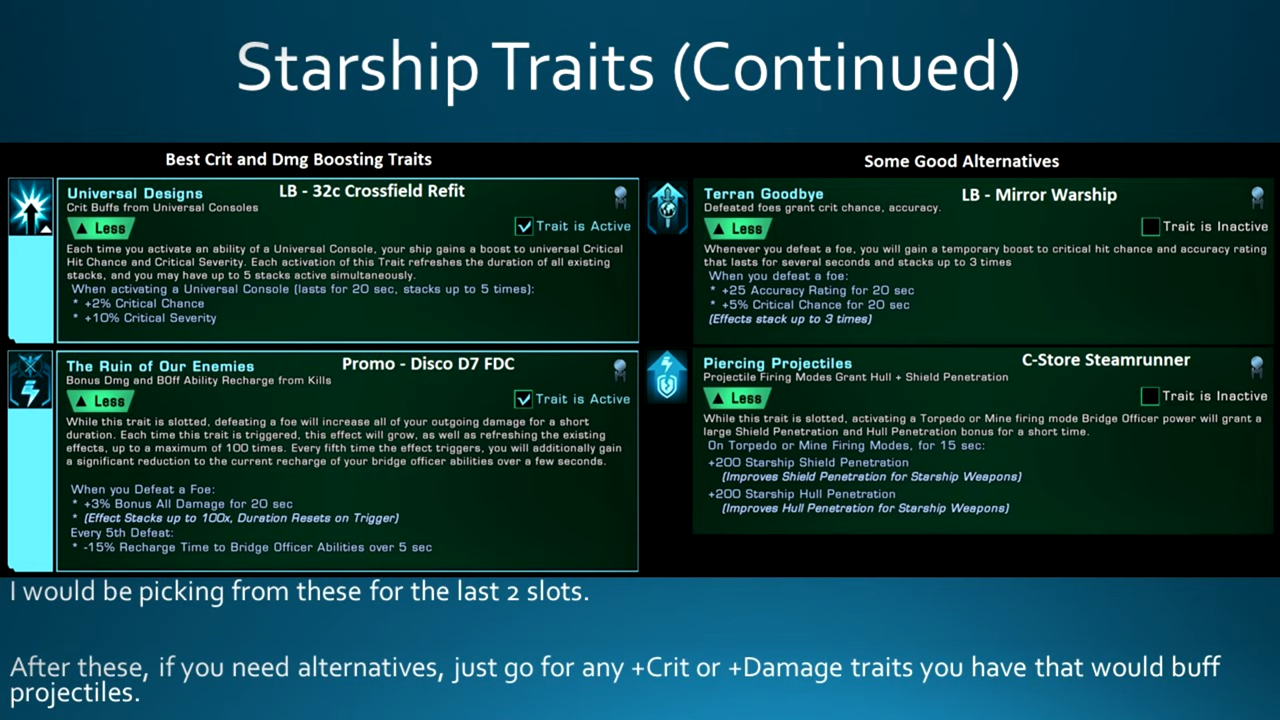 Starship Traits (Continued)
Best Crit and Dmg Boosting Traits
Universal Designs
LB - 32c Crossfield Refit
Crit Buffs from Universal Consoles
Less
Trait is Active
Each time you activate an ability of a Universal Console, your ship gains a boost to universal Critical
Hit Chance and Critical Severity. Each activation of this Trait refreshes the duration of all existing
stacks, and you may have up to 5 stacks active simultaneously.
When activating a Universal Console (lasts for 20 sec, stacks up to 5 times):
* +2% Critical Chance
* +10% Critical Severity
The Ruin of Our Enemies
Promo - Disco D7 FDC
Bonus Dmg and BOff Ability Recharge from Kills
Less
Trait is Active
While this trait is slotted, defeating a foe will increase all of your outgoing damage for a short
duration. Each time this trait is triggered, this effect will grow, as well as refreshing the existing
effects, up to a maximum of 100 times. Every fifth time the effect triggers, you will additionally gain
a significant reduction to the current recharge of your bridge officer abilities over a few seconds.
When you Defeat a Foe:
* +3% Bonus All Damage for 20 sec
* (Effect Stacks up to 100x, Duration Resets on Trigger)
Every 5th Defeat:
* -15% Recharge Time to Bridge Officer Abilities over 5 sec
Some Good Alternatives
Terran Goodbye
LB - Mirror Warship
Defeated foes grant crit chance, accuracy.
Less
Trait is Inactive
Whenever you defeat a foe, you will gain a temporary boost to critical hit chance and accuracy rating
that lasts for several seconds and stacks up to 3 times
When you defeat a foe:
* +25 Accuracy Rating for 20 sec
* +5% Critical Chance for 20 sec
(Effects stack up to 3 times)
Piercing Projectiles
C-Store Steamrunner
Projectile Firing Modes Grant Hull + Shield Penetration
Less
Trait is Inactive
While this trait is slotted, activating a Torpedo or Mine firing mode Bridge Officer power will grant a
large Shield Penetration and Hull Penetration bonus for a short time.
On Torpedo or Mine Firing Modes, for 15 sec:
+200 Starship Shield Penetration
(Improves Shield Penetration for Starship Weapons)
+200 Starship Hull Penetration
(Improves Hull Penetration for Starship Weapons)
I would be picking from these for the last 2 slots.
After these, if you need alternatives, just go for any +Crit or +Damage traits you have that would buff
projectiles.